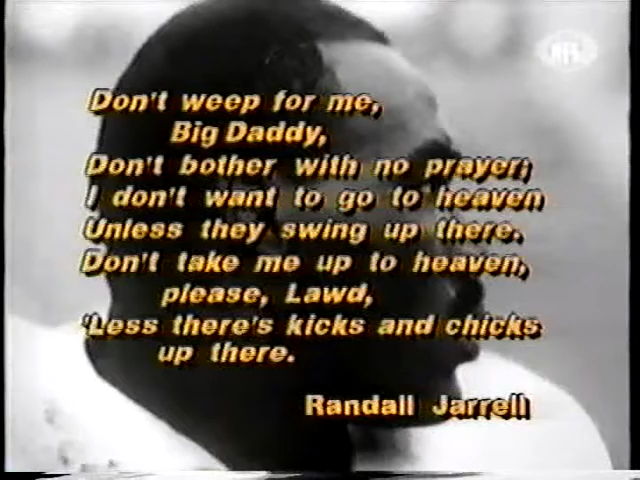 NFL
Don't weep for me,
Big Daddy,
Don't bother with no prayer;
I don't want to go to heaven
Unless they swing up there.
Don't take me up to heaven,
please, Lawd,
'Less there's kicks and chicks
up there.
Randall Jarrell